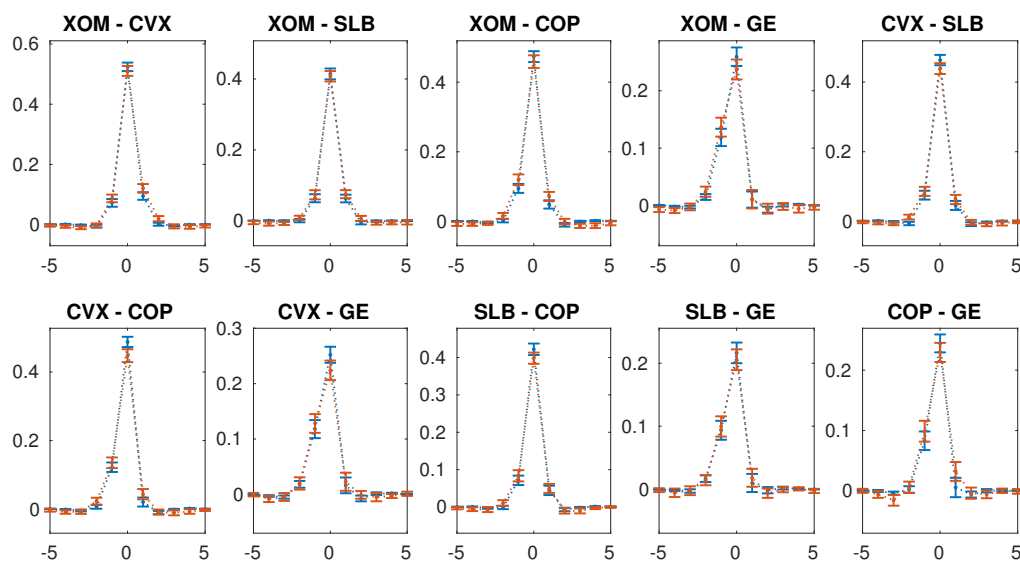 XOM - CVX XOM - SLB XOM - COP XOM - GE CVX - SLB
0.6
0.4 0.4 0.4 0.2 0.4
0.2 0.2 0.2 0.1 0.2
0 0 0 0 0
-5 0 5 -5 0 5 -5 0 5 -5 0 5 -5 0 5
CVX - COP CVX - GE SLB - COP SLB - GE COP - GE
0.3
0.4 0.2 0.4 0.2 0.2
0.3
0.2 0.1 0.2 0.1 0.1
0.1
0 0 0 0 0
-5 0 5 -5 0 5 -5 0 5 -5 0 5 -5 0 5